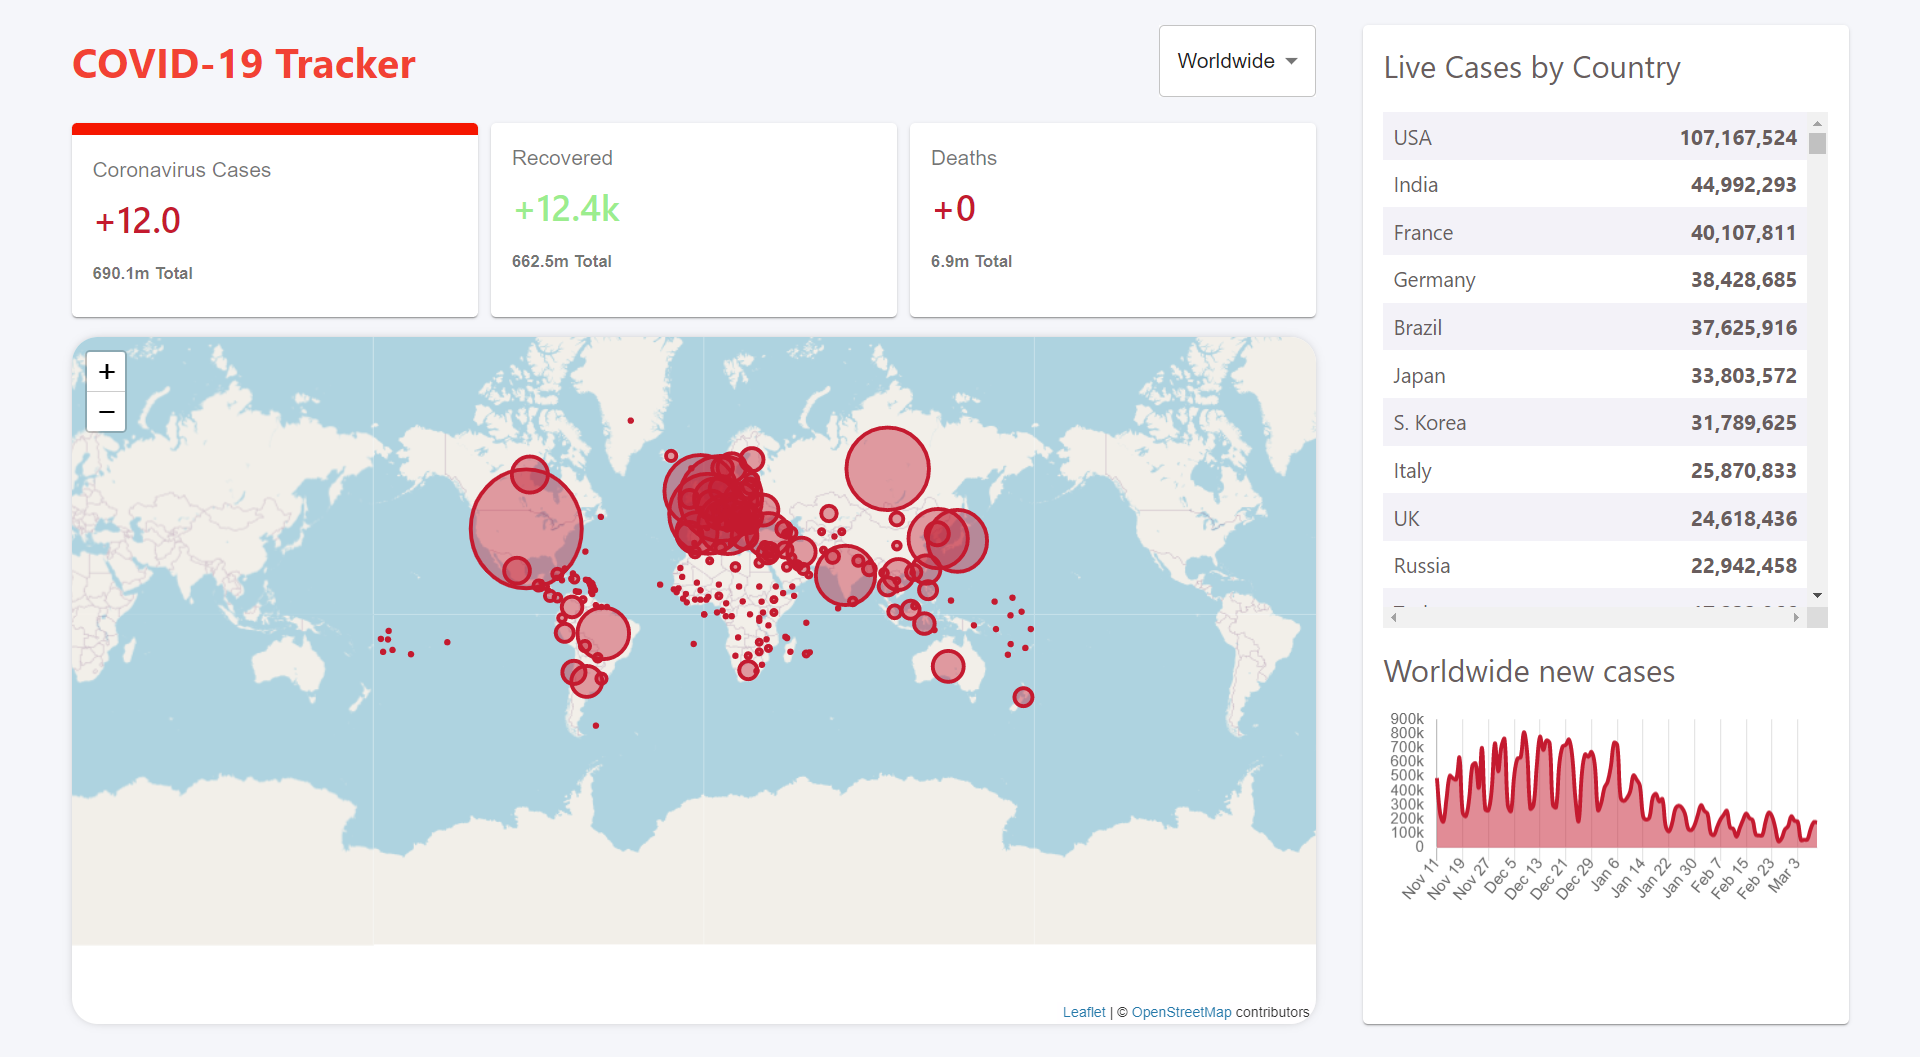 COVID-19 Tracker
Worldwide
Coronavirus Cases
+12.0
690.1m Total
Recovered
+12.4k
662.5m Total
Deaths
+0
6.9m Total
+
−
Leaflet | © OpenStreetMap contributors
Live Cases by Country
USA 107,167,524
India 44,992,293
France 40,107,811
Germany 38,428,685
Brazil 37,625,916
Japan 33,803,572
S. Korea 31,789,625
Italy 25,870,833
UK 24,618,436
Russia 22,942,458
Worldwide new cases
900k
800k
700k
600k
500k
400k
300k
200k
100k
0
Nov 11
Nov 19
Nov 27
Dec 5
Dec 13
Dec 21
Dec 29
Jan 6
Jan 14
Jan 22
Jan 30
Feb 7
Feb 15
Feb 23
Mar 3